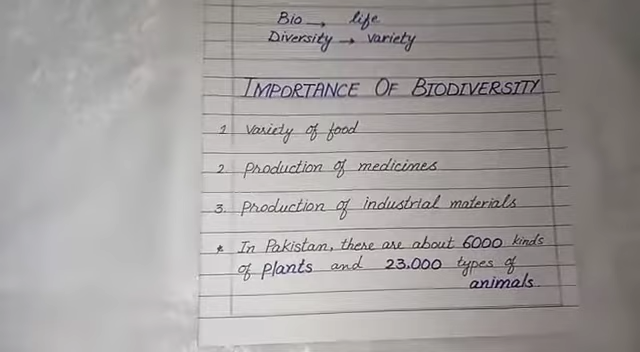 Bio → life
Diversity → variety
IMPORTANCE OF BIODIVERSITY
1 Variety of food
2. Production of medicines
3. Production of industrial materials
* In Pakistan, there are about 6000 kinds
of plants and 23.000 types of
animals.